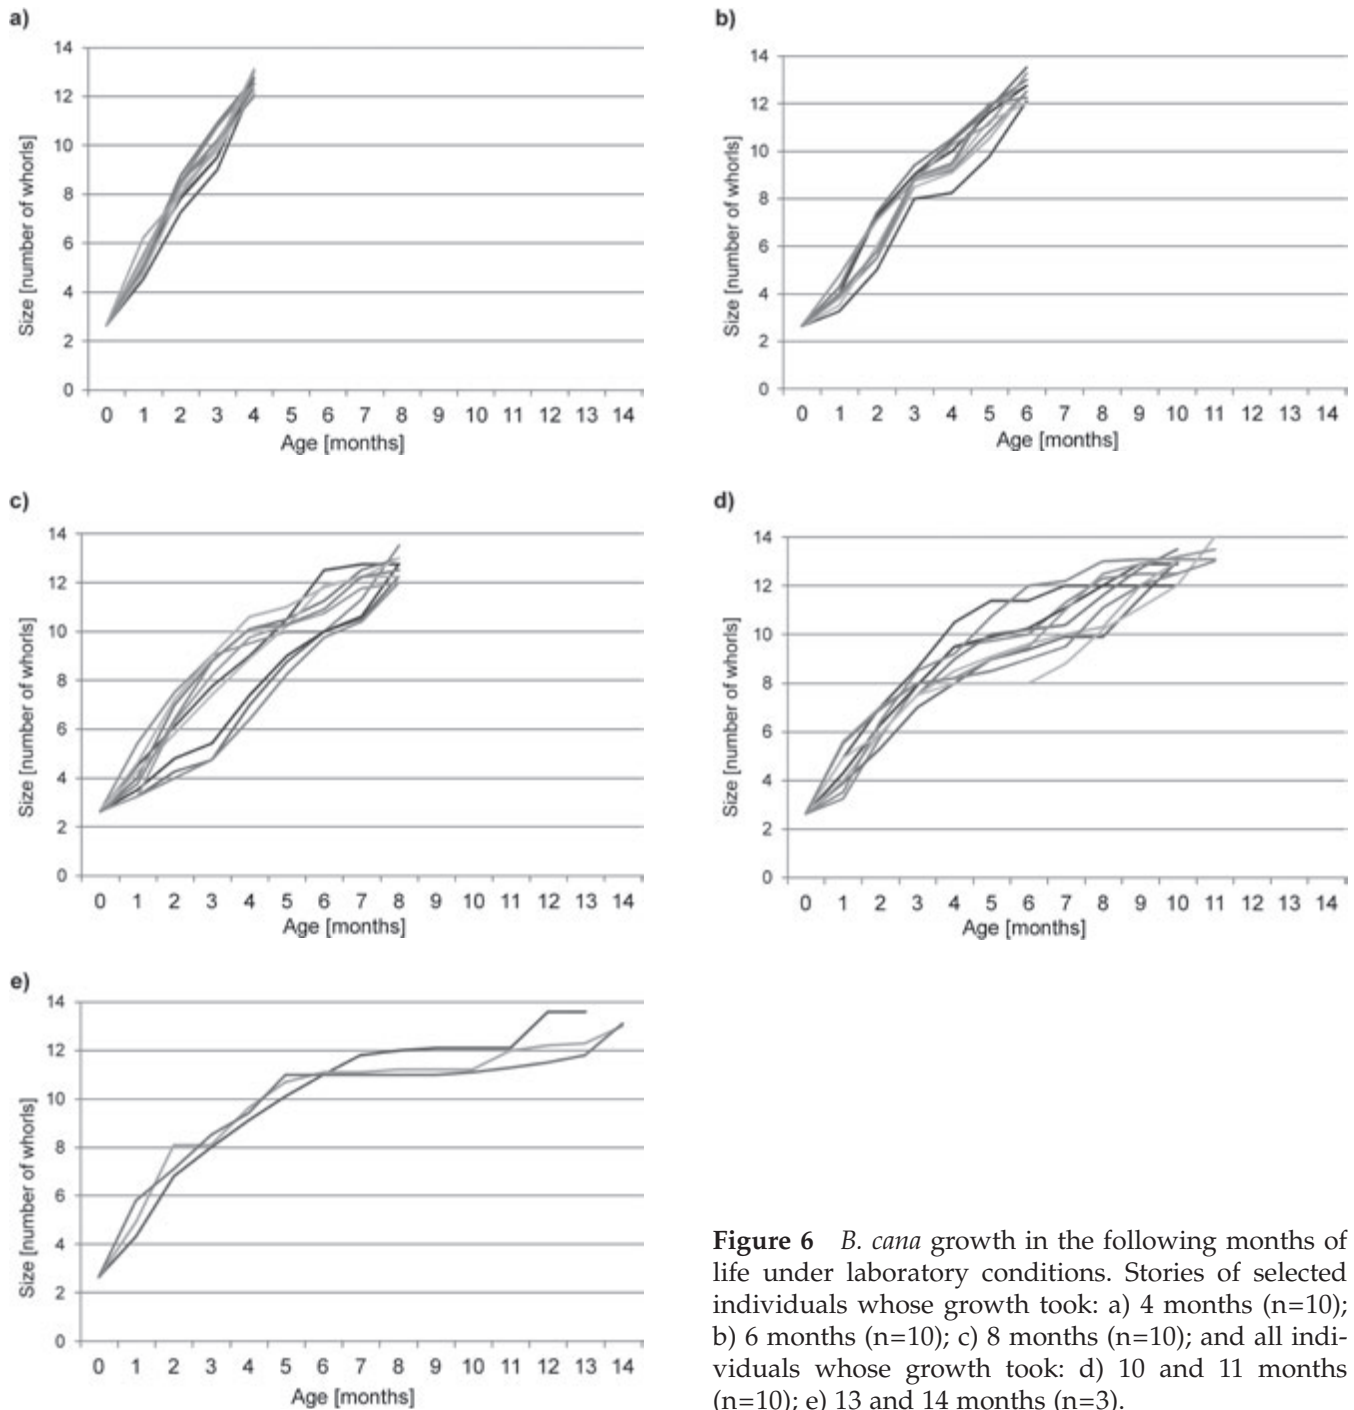 a)
14
12
10
8
6
4
2
0
Size [number of whorls]
0 1 2 3 4 5 6 7 8 9 10 11 12 13 14
Age [months]
b)
14
12
10
8
6
4
2
0
Size [number of whorls]
0 1 2 3 4 5 6 7 8 9 10 11 12 13 14
Age [months]
c)
14
12
10
8
6
4
2
0
Size [number of whorls]
0 1 2 3 4 5 6 7 8 9 10 11 12 13 14
Age [months]
d)
14
12
10
8
6
4
2
0
Size [number of whorls]
0 1 2 3 4 5 6 7 8 9 10 11 12 13 14
Age [months]
e)
14
12
10
8
6
4
2
0
Size [number of whorls]
0 1 2 3 4 5 6 7 8 9 10 11 12 13 14
Age [months]
Figure 6 B. cana growth in the following months of
life under laboratory conditions. Stories of selected
individuals whose growth took: a) 4 months (n=10);
b) 6 months (n=10); c) 8 months (n=10); and all indi-
viduals whose growth took: d) 10 and 11 months
(n=10); e) 13 and 14 months (n=3).